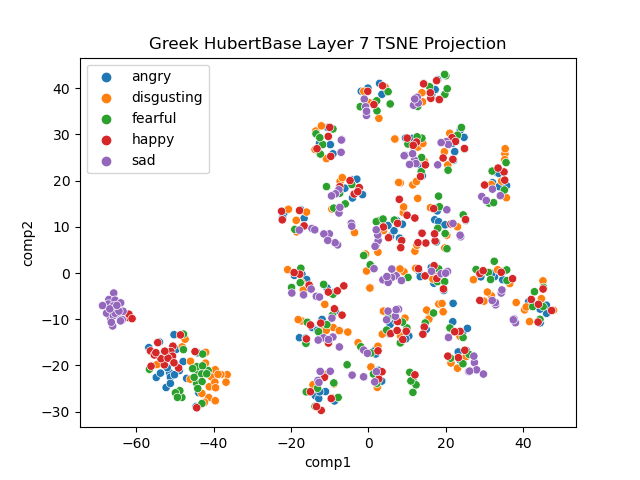 Greek HubertBase Layer 7 TSNE Projection
angry
disgusting
fearful
happy
sad
40
30
20
10
0
−10
−20
−30
comp2
−60 −40 −20 0 20 40
comp1